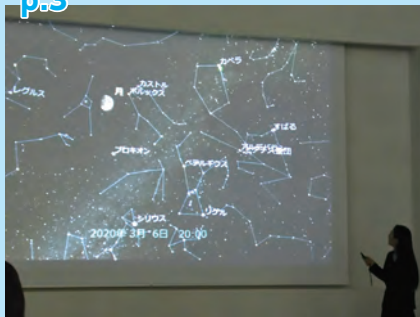 p.3
カペラ
カストル
月 ポルックス
レグルス
すばる
プロキオン
ベテルギウス
リゲル
シリウス
2020年 3月 6日 20:00